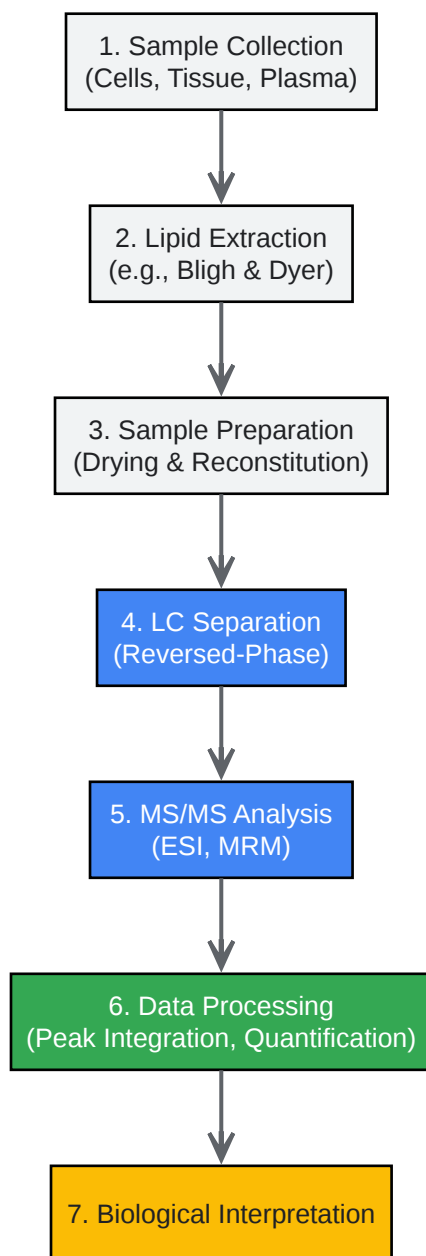 1. Sample Collection
(Cells, Tissue, Plasma)
2. Lipid Extraction
(e.g., Bligh & Dyer)
3. Sample Preparation
(Drying & Reconstitution)
4. LC Separation
(Reversed-Phase)
5. MS/MS Analysis
(ESI, MRM)
6. Data Processing
(Peak Integration, Quantification)
7. Biological Interpretation